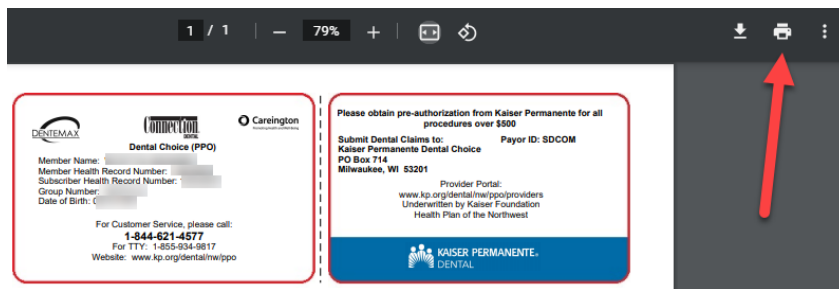 1 / 1 | — 79% + |
DENTEMAX
Connection
DENTAL
Careington
Dental Choice (PPO)
Member Name:
Member Health Record Number:
Subscriber Health Record Number:
Group Number:
Date of Birth:
For Customer Service, please call:
1-844-621-4577
For TTY: 1-855-934-9817
Website: www.kp.org/dental/nw/ppo
Please obtain pre-authorization from Kaiser Permanente for all
procedures over $500
Submit Dental Claims to: Payor ID: SDCOM
Kaiser Permanente Dental Choice
PO Box 714
Milwaukee, WI 53201
Provider Portal:
www.kp.org/dental/nw/ppo/providers
Underwritten by Kaiser Foundation
Health Plan of the Northwest
KAISER PERMANENTE®
DENTAL